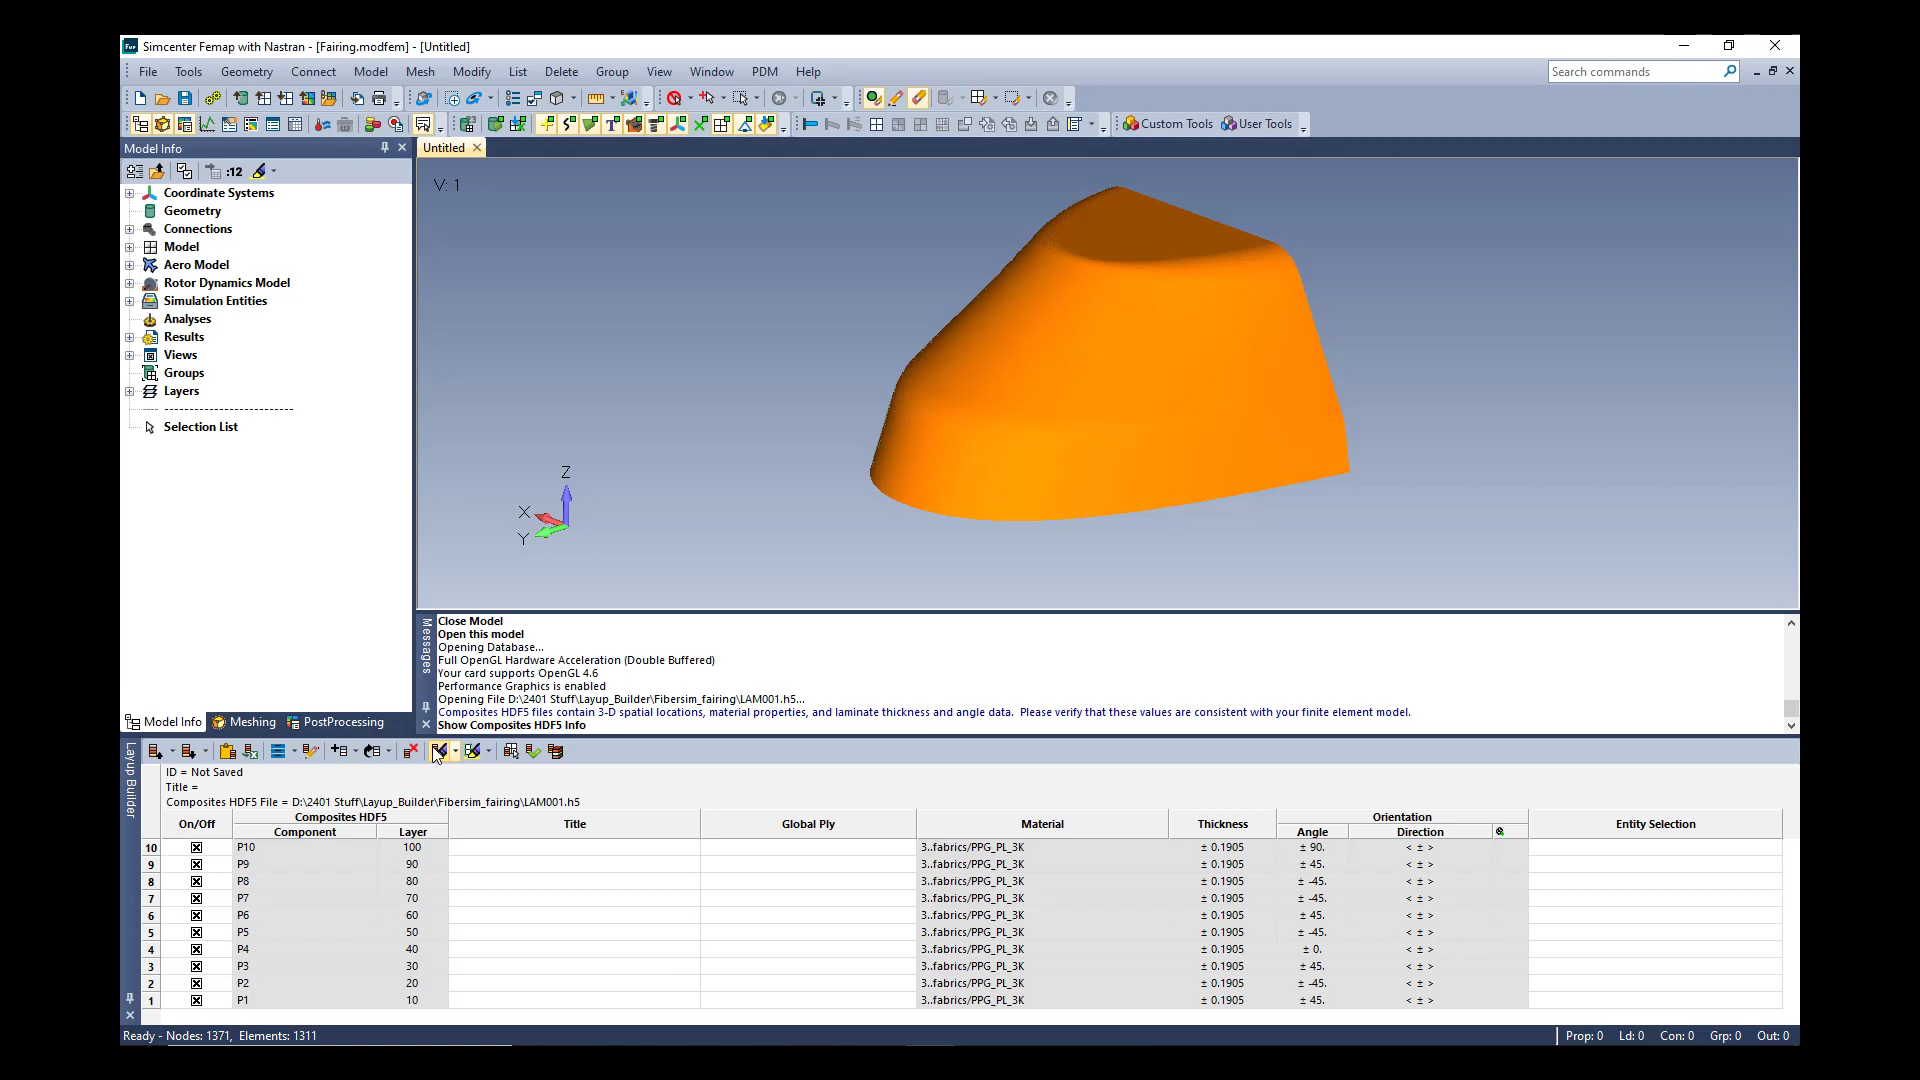 Simcenter Femap with Nastran - [Fairing.modfem] - [Untitled]
File Tools Geometry Connect Model Mesh Modify List Delete Group View Window PDM Help
Search commands
Custom Tools User Tools
Model Info
Untitled
:12
V: 1
Coordinate Systems
Geometry
Connections
Model
Aero Model
Rotor Dynamics Model
Simulation Entities
Analyses
Results
Views
Groups
Layers
Selection List
Z
X
Y
Messages
Close Model
Open this model
Opening Database...
Full OpenGL Hardware Acceleration (Double Buffered)
Your card supports OpenGL 4.6
Performance Graphics is enabled
Opening File D:\2401 Stuff\Layup_Builder\Fibersim_fairing\LAM001.h5...
Composites HDF5 files contain 3-D spatial locations, material properties, and laminate thickness and angle data. Please verify that these values are consistent with your finite element model.
Show Composites HDF5 Info
Model Info Meshing PostProcessing
Layup Builder
ID = Not Saved
Title =
Composites HDF5 File = D:\2401 Stuff\Layup_Builder\Fibersim_fairing\LAM001.h5
On/Off Composites HDF5 Title Global Ply Material Thickness Orientation Entity Selection
Component Layer Angle Direction
10 P10 100 3..fabrics/PPG_PL_3K ± 0.1905 ± 90. < ± >
9 P9 90 3..fabrics/PPG_PL_3K ± 0.1905 ± 45. < ± >
8 P8 80 3..fabrics/PPG_PL_3K ± 0.1905 ± -45. < ± >
7 P7 70 3..fabrics/PPG_PL_3K ± 0.1905 ± -45. < ± >
6 P6 60 3..fabrics/PPG_PL_3K ± 0.1905 ± 45. < ± >
5 P5 50 3..fabrics/PPG_PL_3K ± 0.1905 ± -45. < ± >
4 P4 40 3..fabrics/PPG_PL_3K ± 0.1905 ± 0. < ± >
3 P3 30 3..fabrics/PPG_PL_3K ± 0.1905 ± 45. < ± >
2 P2 20 3..fabrics/PPG_PL_3K ± 0.1905 ± -45. < ± >
1 P1 10 3..fabrics/PPG_PL_3K ± 0.1905 ± 45. < ± >
Ready - Nodes: 1371, Elements: 1311 Prop: 0 Ld: 0 Con: 0 Grp: 0 Out: 0